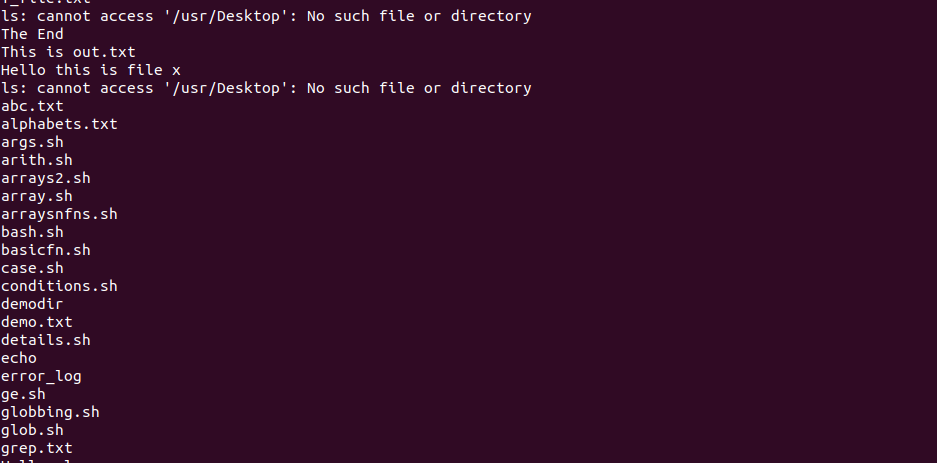 ls: cannot access '/usr/Desktop': No such file or directory
The End
This is out.txt
Hello this is file x
ls: cannot access '/usr/Desktop': No such file or directory
abc.txt
alphabets.txt
args.sh
arith.sh
arrays2.sh
array.sh
arraysnfns.sh
bash.sh
basicfn.sh
case.sh
conditions.sh
demodir
demo.txt
details.sh
echo
error_log
ge.sh
globbing.sh
glob.sh
grep.txt